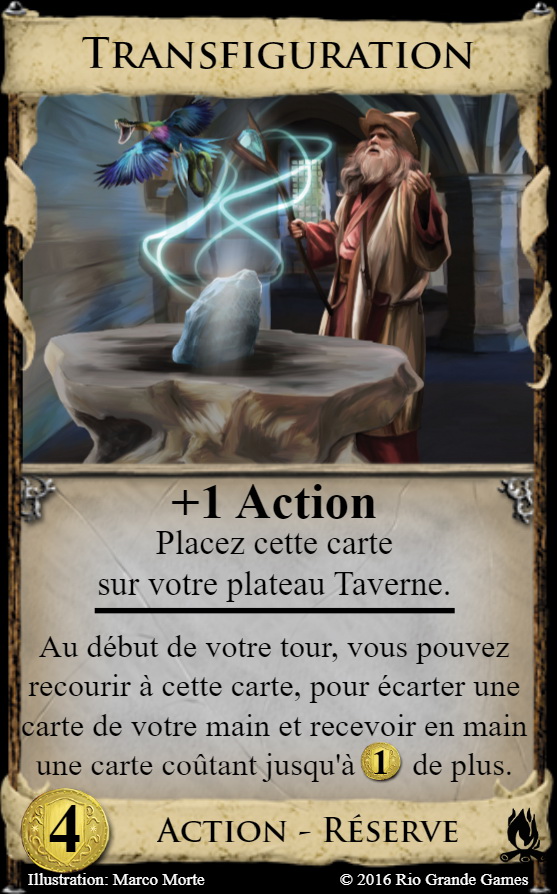 TRANSFIGURATION
+1 Action
Placez cette carte
sur votre plateau Taverne.
Au début de votre tour, vous pouvez
recourir à cette carte, pour écarter une
carte de votre main et recevoir en main
une carte coûtant jusqu'à 1 de plus.
4 ACTION - RÉSERVE
Illustration: Marco Morte © 2016 Rio Grande Games